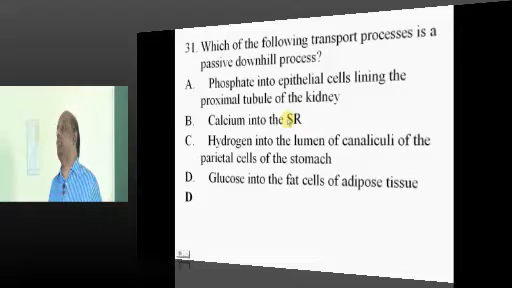 31. Which of the following transport processes is a
passive downhill process?
A. Phosphate into epithelial cells lining the
proximal tubule of the kidney
B. Calcium into the SR
C. Hydrogen into the lumen of canaliculi of the
parietal cells of the stomach
D. Glucose into the fat cells of adipose tissue
D